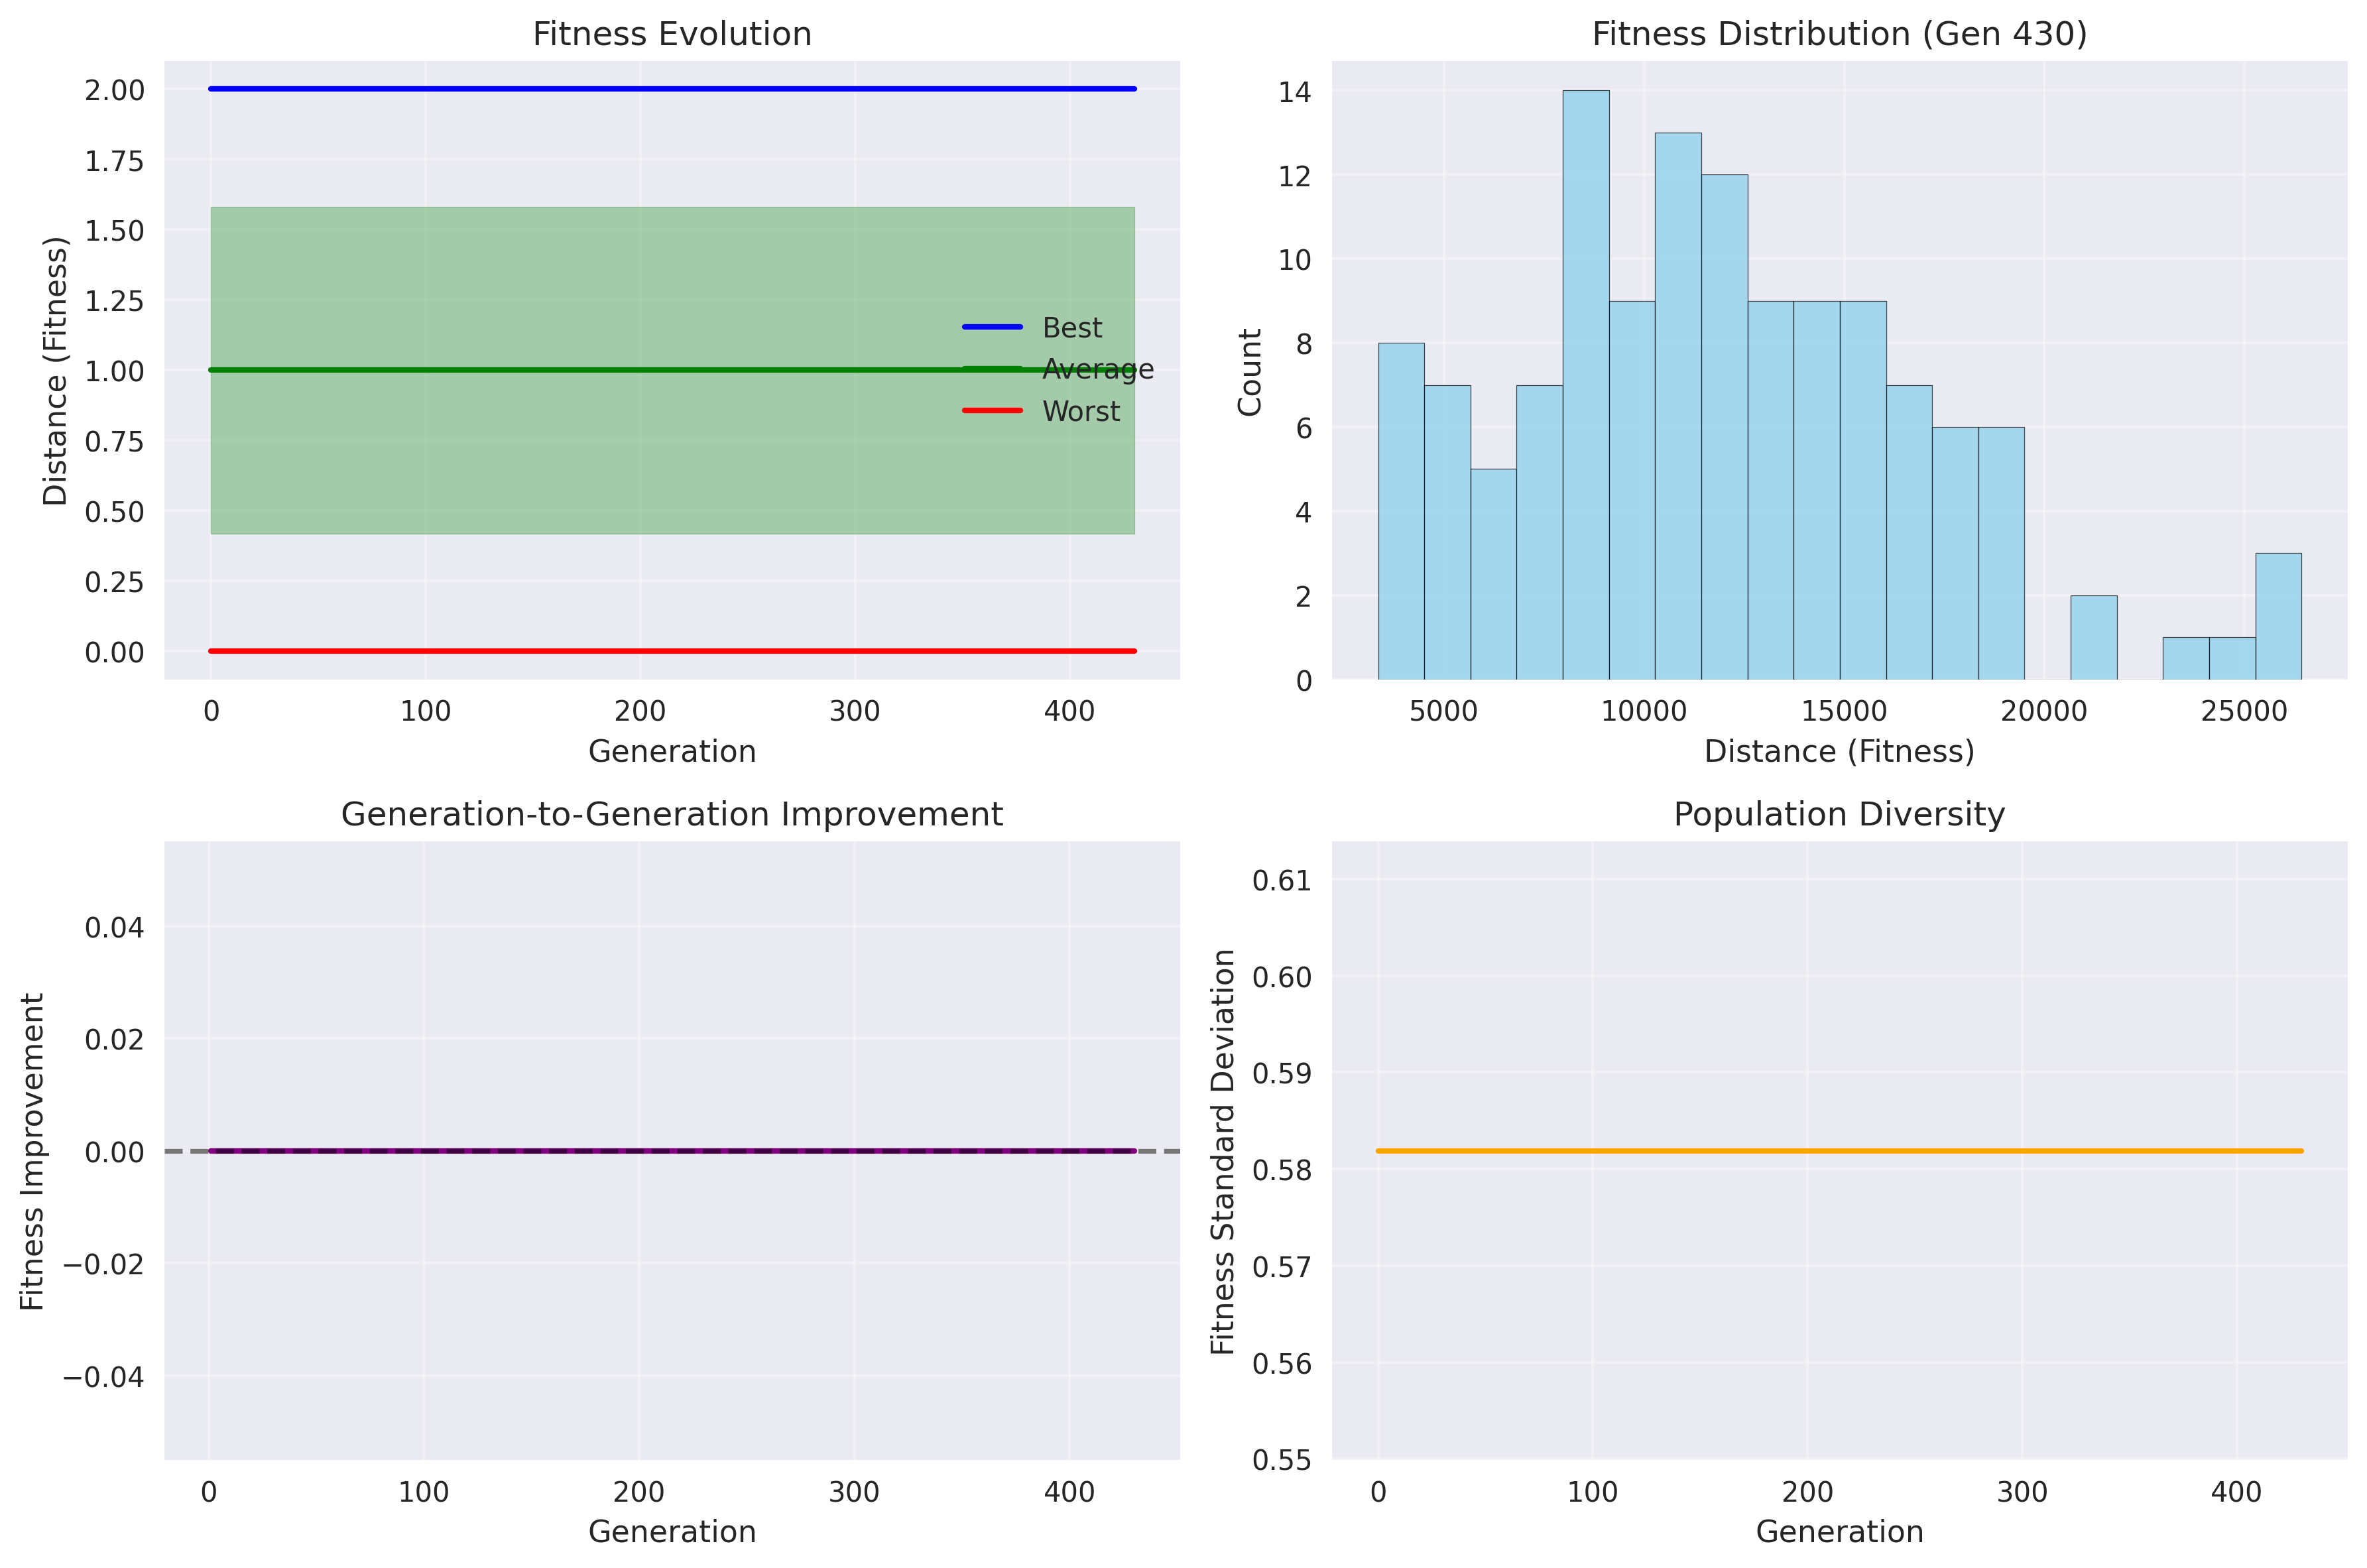 Fitness Evolution
Distance (Fitness)
2.00
1.75
1.50
1.25
1.00
0.75
0.50
0.25
0.00
Best
Average
Worst
0 100 200 300 400
Generation
Fitness Distribution (Gen 430)
Count
14
12
10
8
6
4
2
0
5000 10000 15000 20000 25000
Distance (Fitness)
Generation-to-Generation Improvement
Fitness Improvement
0.04
0.02
0.00
−0.02
−0.04
0 100 200 300 400
Generation
Population Diversity
Fitness Standard Deviation
0.61
0.60
0.59
0.58
0.57
0.56
0.55
0 100 200 300 400
Generation